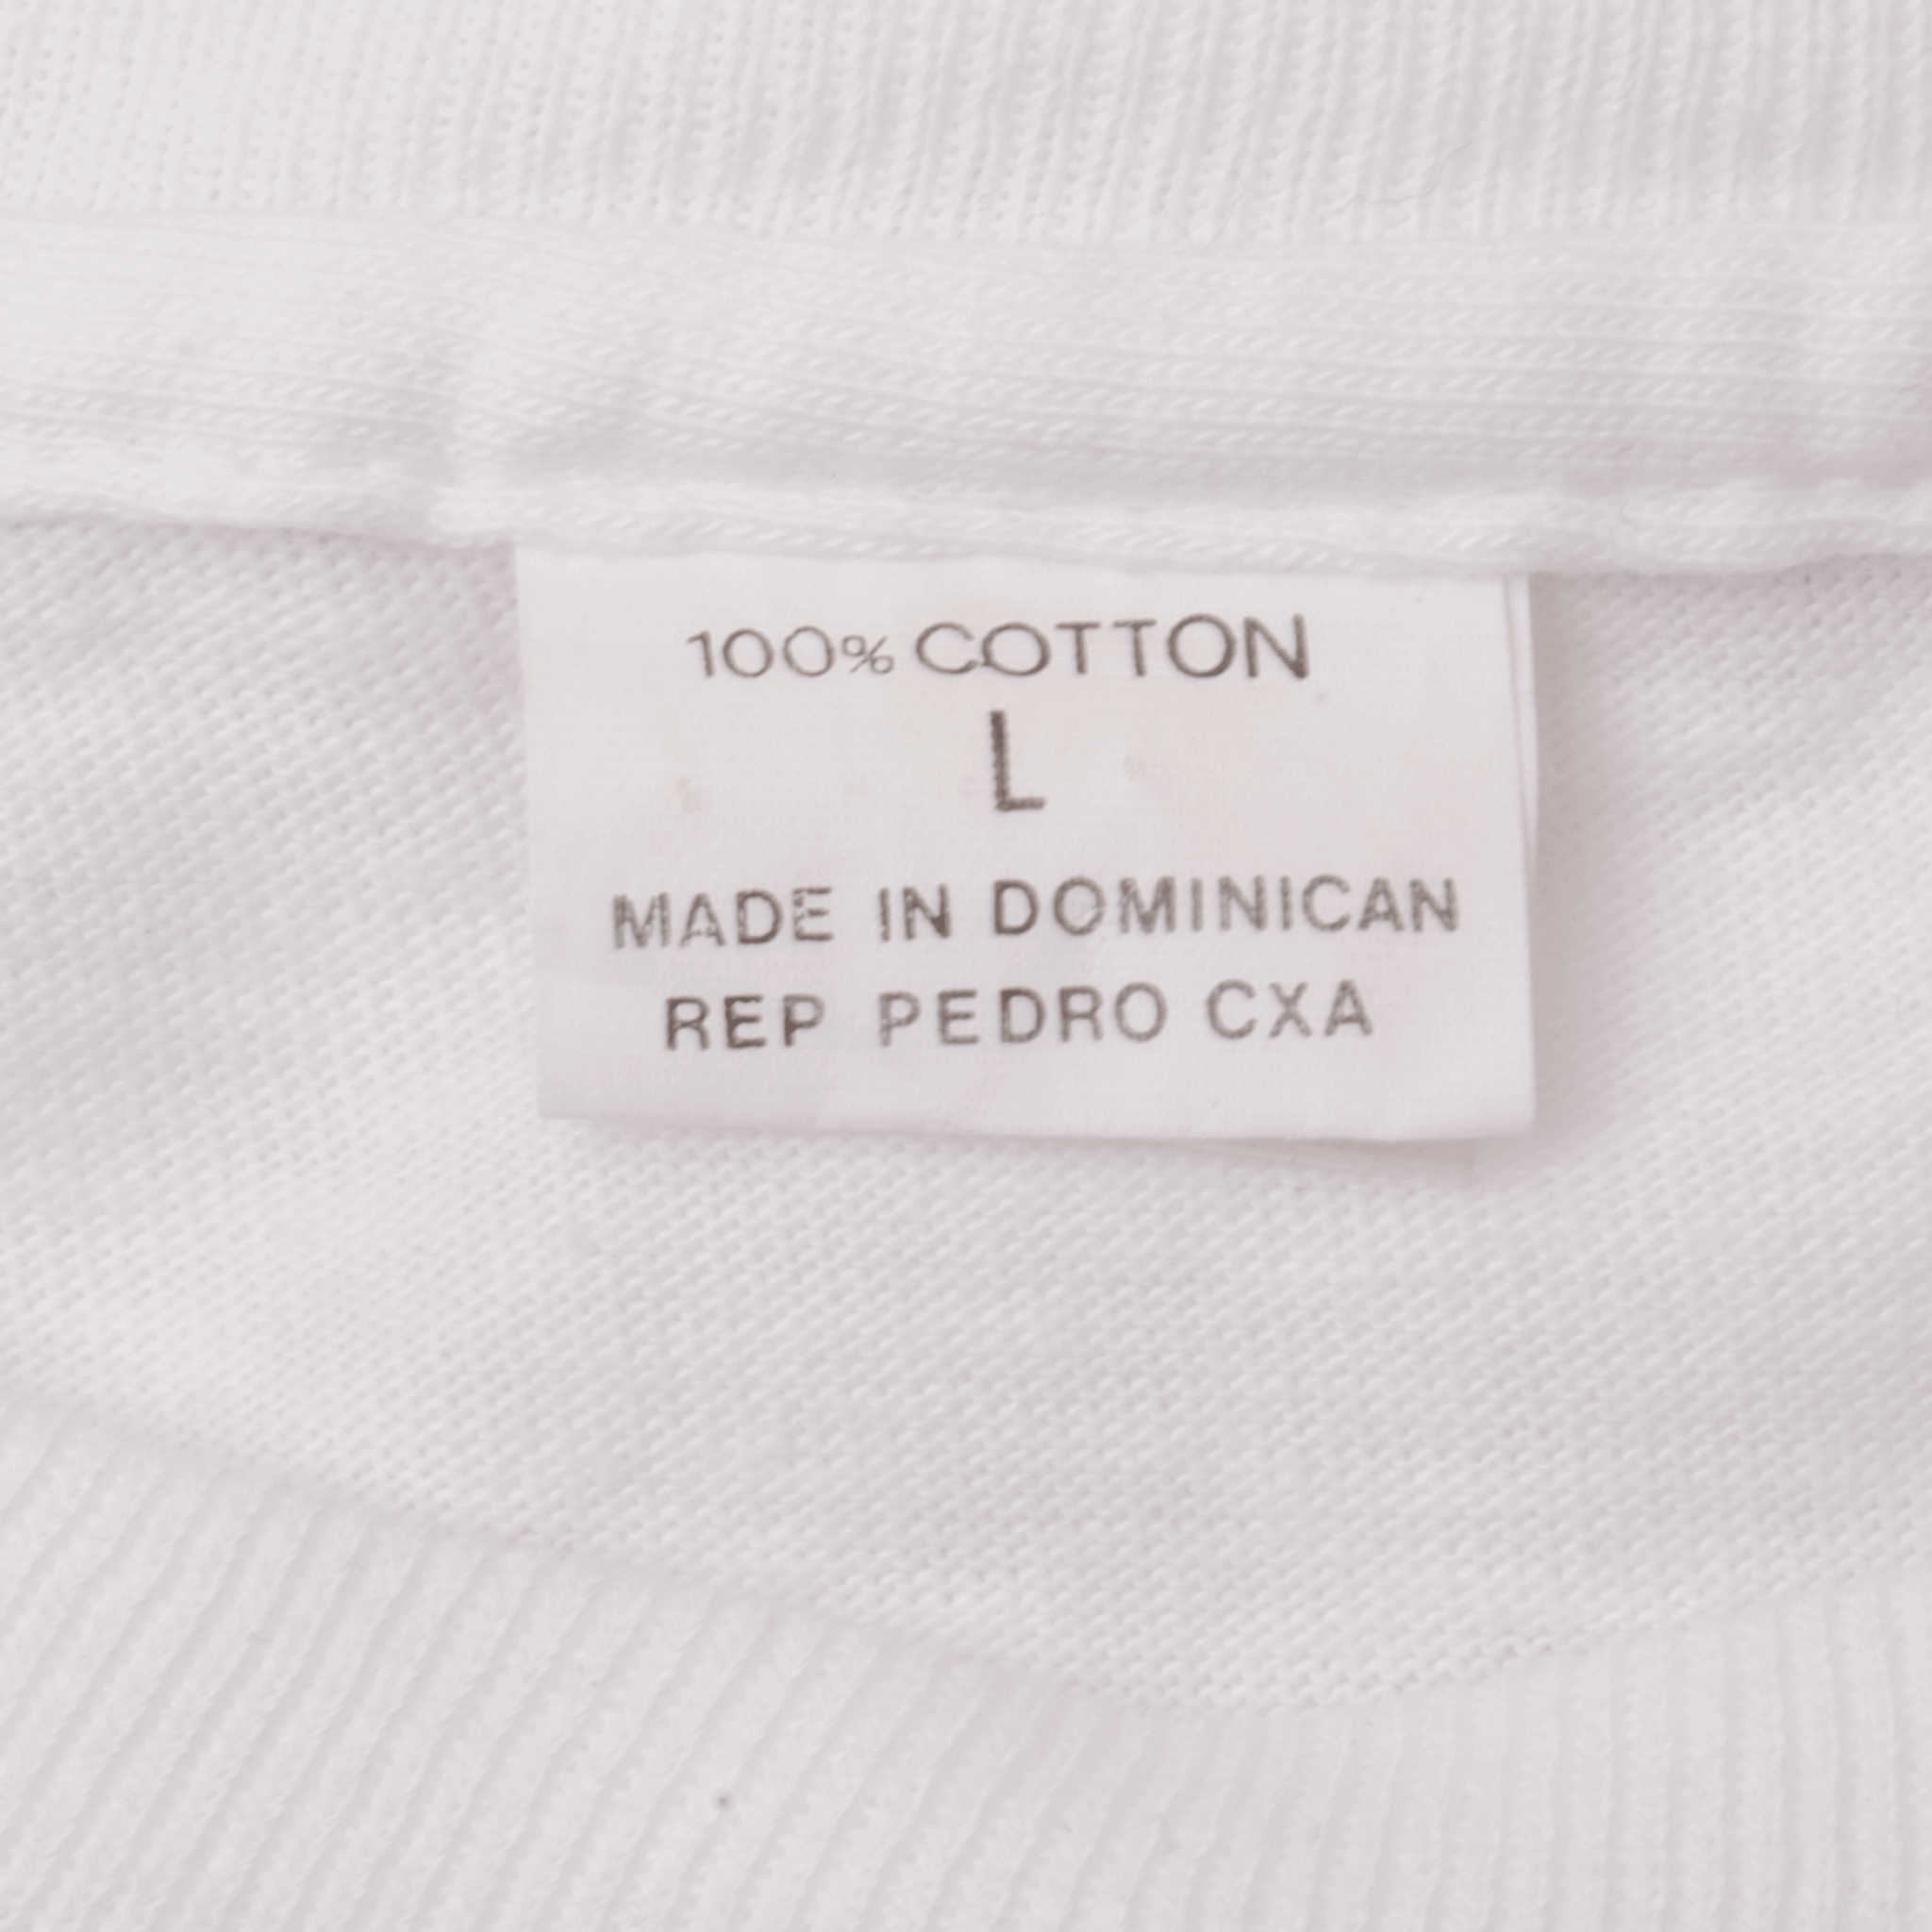 100% COTTON
L
MADE IN DOMINICAN
REP PEDRO CXA